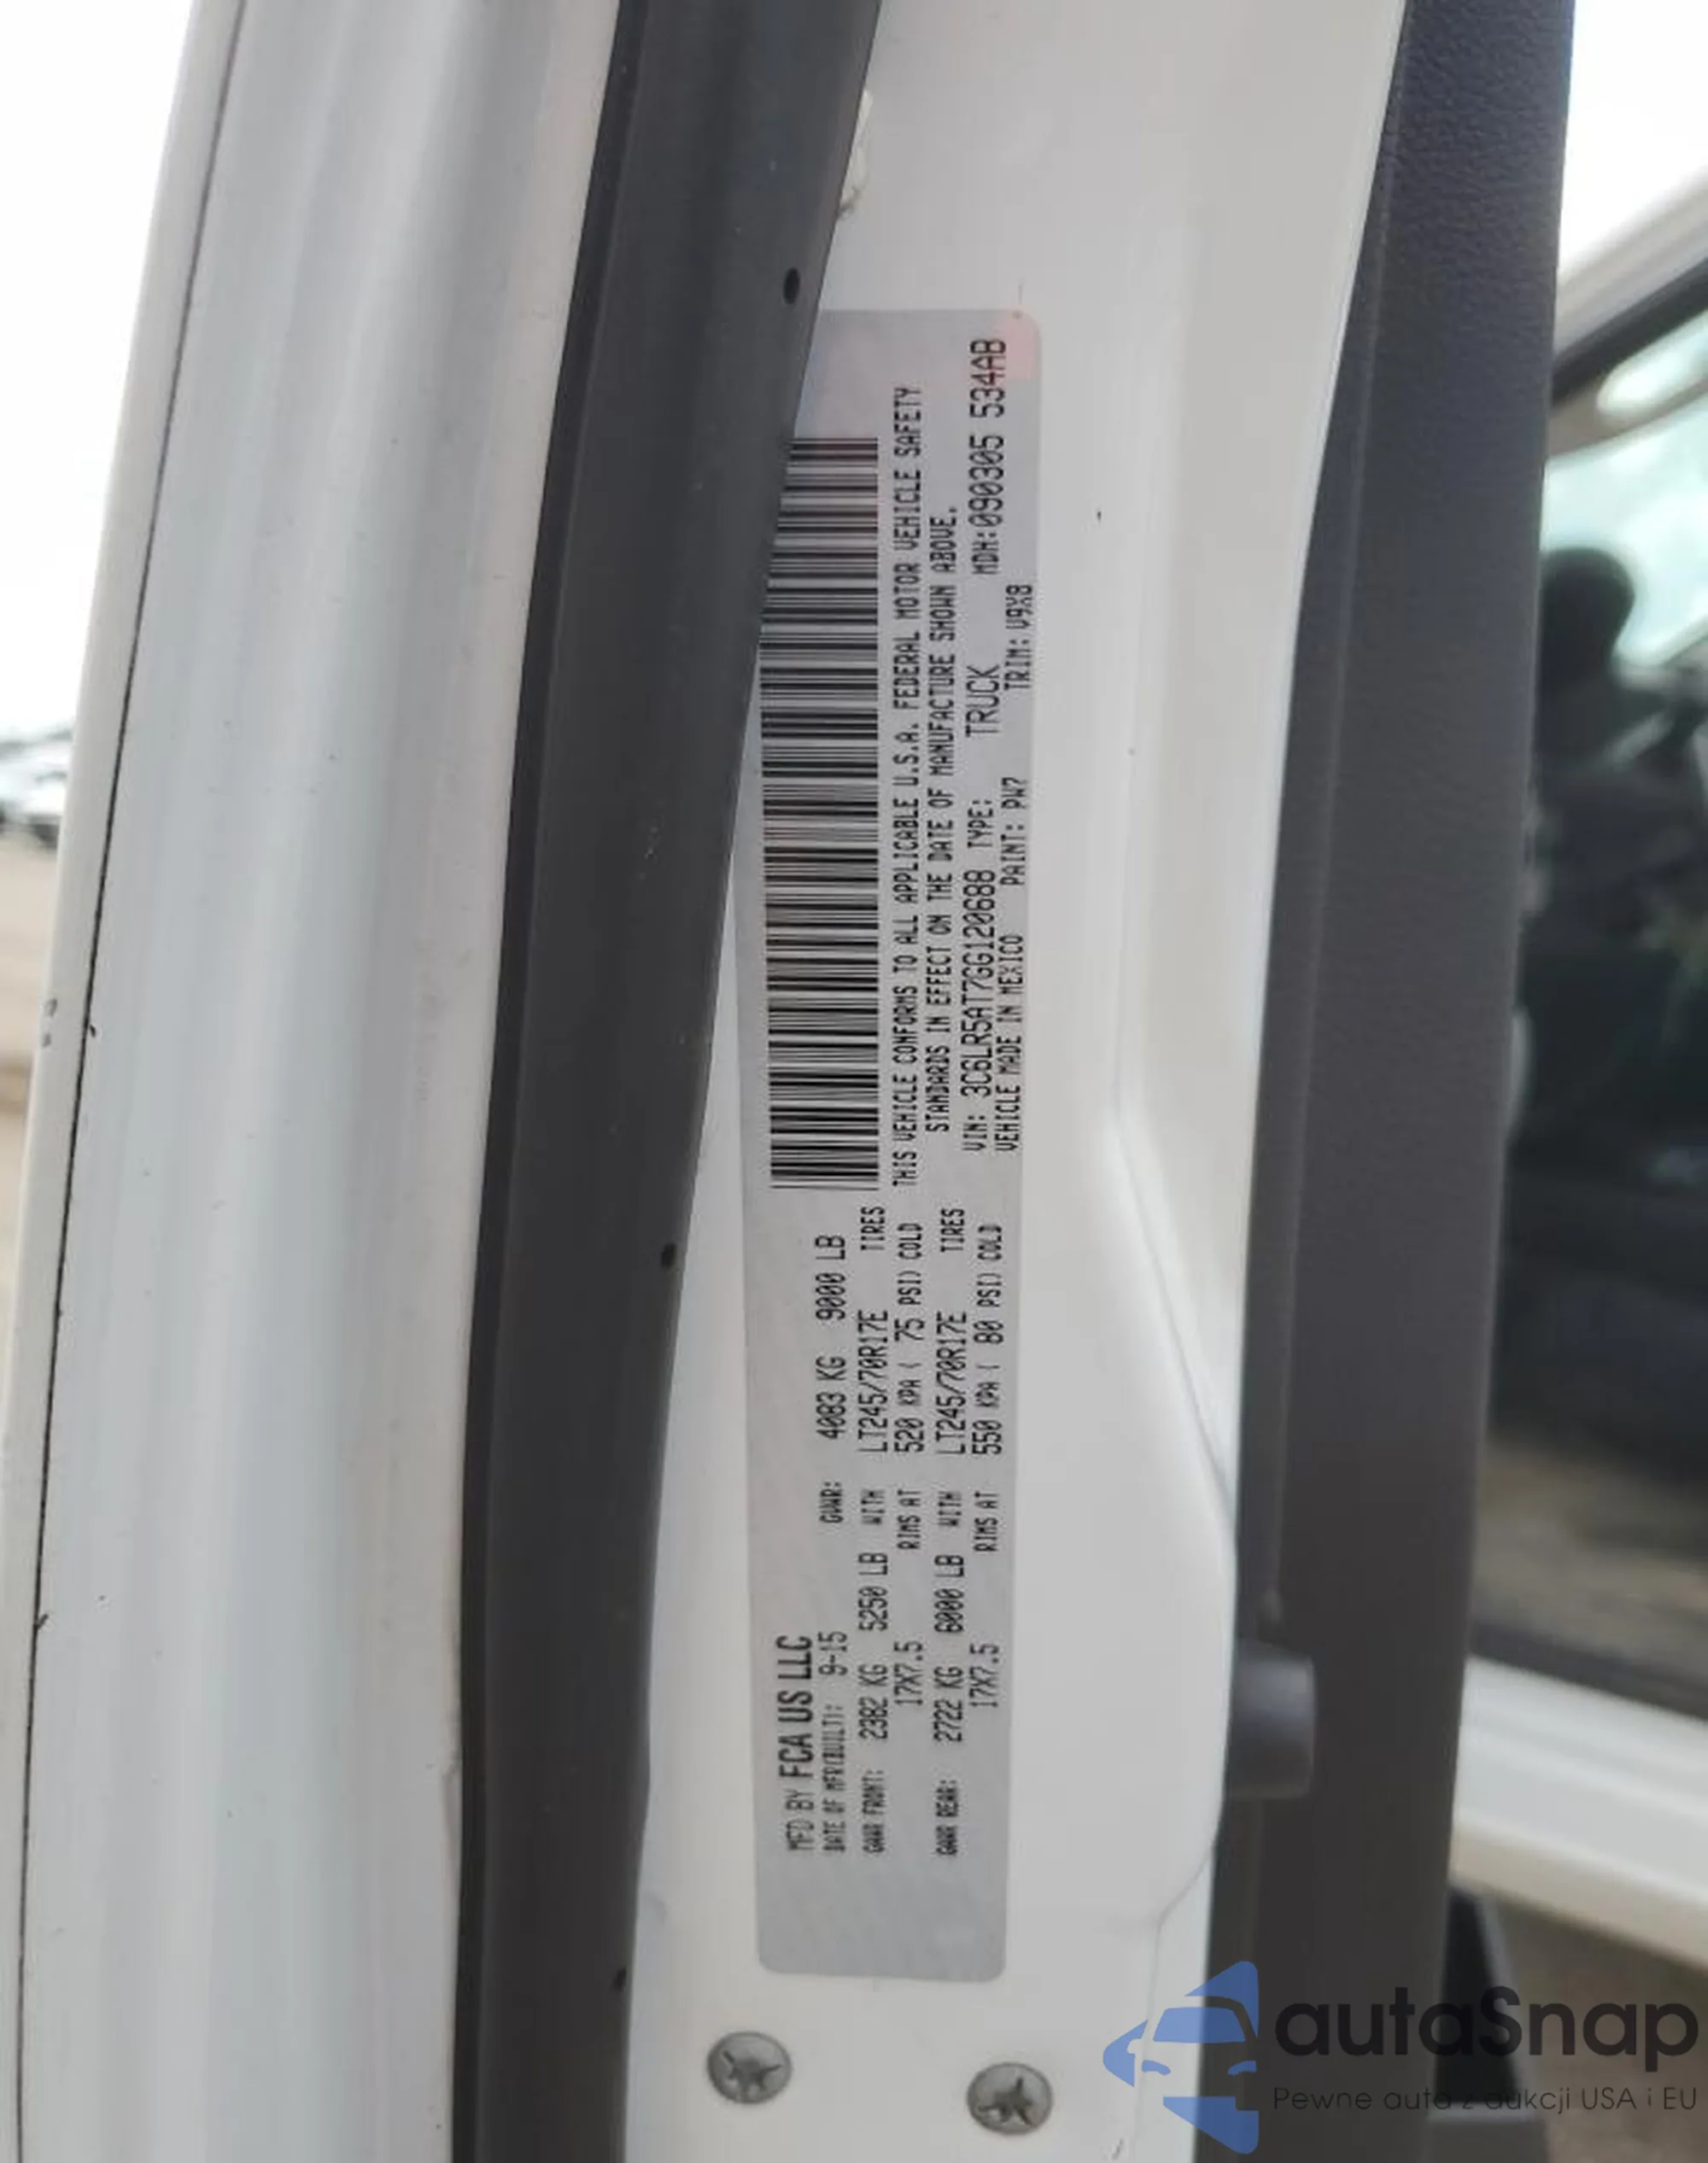 MFD BY FCA US LLC
DATE OF MFR(BUILT): 9-15 GVWR: 4083 KG 9000 LB
GAWR FRONT: 2382 KG 5250 LB WITH LT245/70R17E TIRES
17X7.5 RIMS AT 520 KPA ( 75 PSI) COLD
GAWR REAR: 2722 KG 6000 LB WITH LT245/70R17E TIRES
17X7.5 RIMS AT 550 KPA ( 80 PSI) COLD
THIS VEHICLE CONFORMS TO ALL APPLICABLE U.S.A. FEDERAL MOTOR VEHICLE SAFETY
STANDARDS IN EFFECT ON THE DATE OF MANUFACTURE SHOWN ABOVE.
VIN: 3C6LR5AT7GG120688 TYPE: TRUCK MDH:090305 534AB
VEHICLE MADE IN MEXICO PAINT: PW7 TRIM: V9X8
autaSnap
Pewne auta z aukcji USA i EU